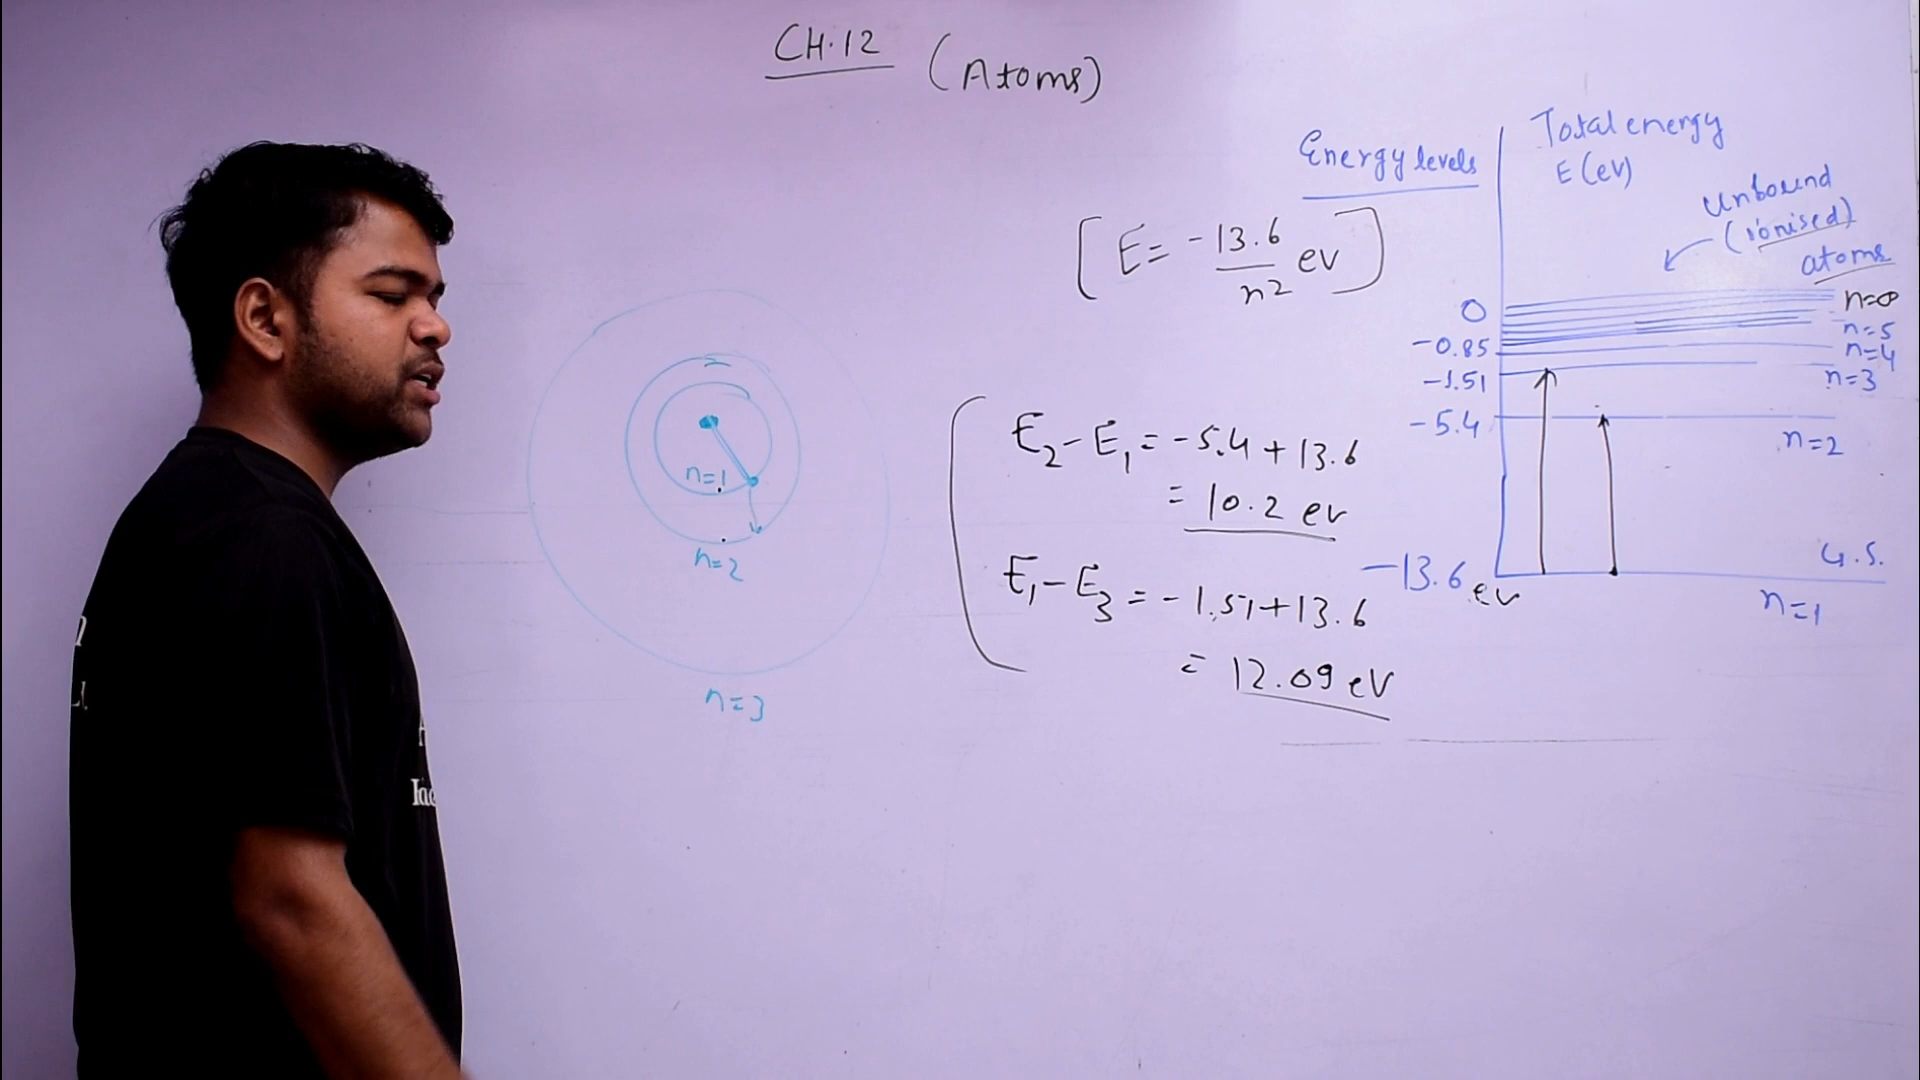 CH.12 (Atoms)
Energy levels
Total energy
E (ev)
Unbound
(ionised)
atoms
[E = -13.6/n2 ev]
0
-0.85
-1.51
-5.4
-13.6 ev
n=∞
n=5
n=4
n=3
n=2
G.S.
n=1
E2 - E1 = -5.4 + 13.6
= 10.2 ev
E1 - E3 = -1.51 + 13.6
= 12.09 eV
n=1
n=2
n=3